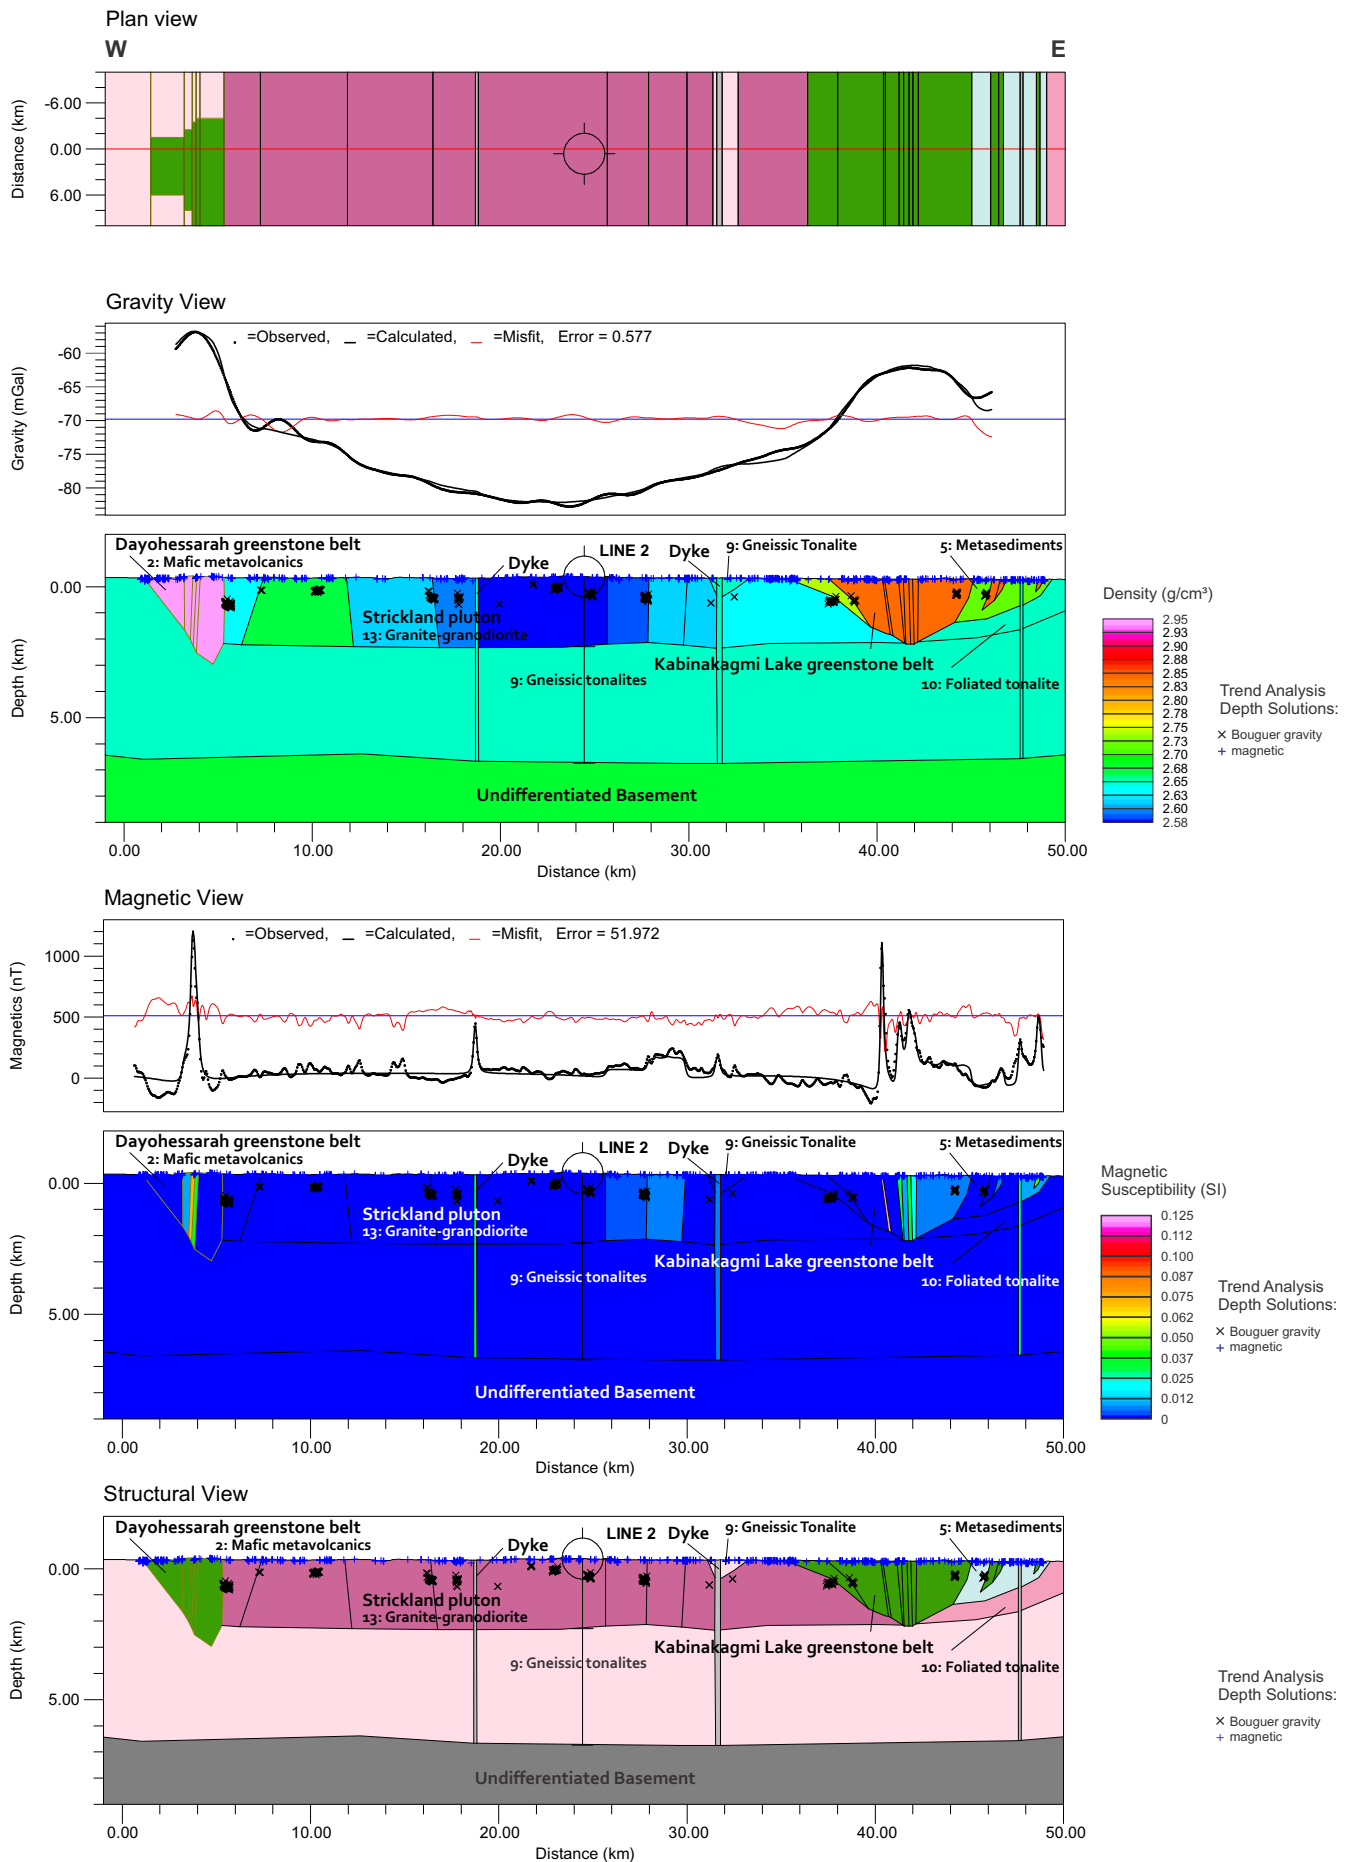 Plan view
W E
Distance (km)
-6.00
0.00
6.00
Gravity View
. =Observed, — =Calculated, — =Misfit, Error = 0.577
Gravity (mGal)
-60
-65
-70
-75
-80
Dayohessarah greenstone belt
2: Mafic metavolcanics
Dyke
LINE 2
Dyke
9: Gneissic Tonalite
5: Metasediments
Depth (km)
0.00
5.00
Strickland pluton
13: Granite-granodiorite
Kabinakagmi Lake greenstone belt
9: Gneissic tonalites
10: Foliated tonalite
Undifferentiated Basement
0.00 10.00 20.00 30.00 40.00 50.00
Distance (km)
Density (g/cm³)
2.95
2.93
2.90
2.88
2.85
2.83
2.80
2.78
2.75
2.73
2.70
2.68
2.65
2.63
2.60
2.58
Trend Analysis
Depth Solutions:
× Bouguer gravity
+ magnetic
Magnetic View
. =Observed, — =Calculated, — =Misfit, Error = 51.972
Magnetics (nT)
1000
500
0
Dayohessarah greenstone belt
2: Mafic metavolcanics
Dyke
LINE 2
Dyke
9: Gneissic Tonalite
5: Metasediments
Depth (km)
0.00
5.00
Strickland pluton
13: Granite-granodiorite
Kabinakagmi Lake greenstone belt
9: Gneissic tonalites
10: Foliated tonalite
Undifferentiated Basement
0.00 10.00 20.00 30.00 40.00 50.00
Distance (km)
Magnetic
Susceptibility (SI)
0.125
0.112
0.100
0.087
0.075
0.062
0.050
0.037
0.025
0.012
0
Trend Analysis
Depth Solutions:
× Bouguer gravity
+ magnetic
Structural View
Dayohessarah greenstone belt
2: Mafic metavolcanics
Dyke
LINE 2
Dyke
9: Gneissic Tonalite
5: Metasediments
Depth (km)
0.00
5.00
Strickland pluton
13: Granite-granodiorite
Kabinakagmi Lake greenstone belt
9: Gneissic tonalites
10: Foliated tonalite
Undifferentiated Basement
0.00 10.00 20.00 30.00 40.00 50.00
Distance (km)
Trend Analysis
Depth Solutions:
× Bouguer gravity
+ magnetic